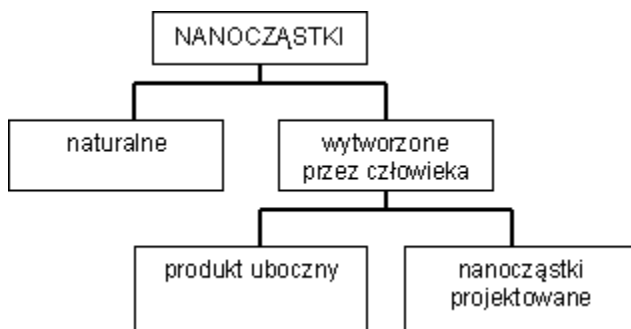 NANOCZĄSTKI
naturalne
wytworzone
przez człowieka
produkt uboczny
nanocząstki
projektowane